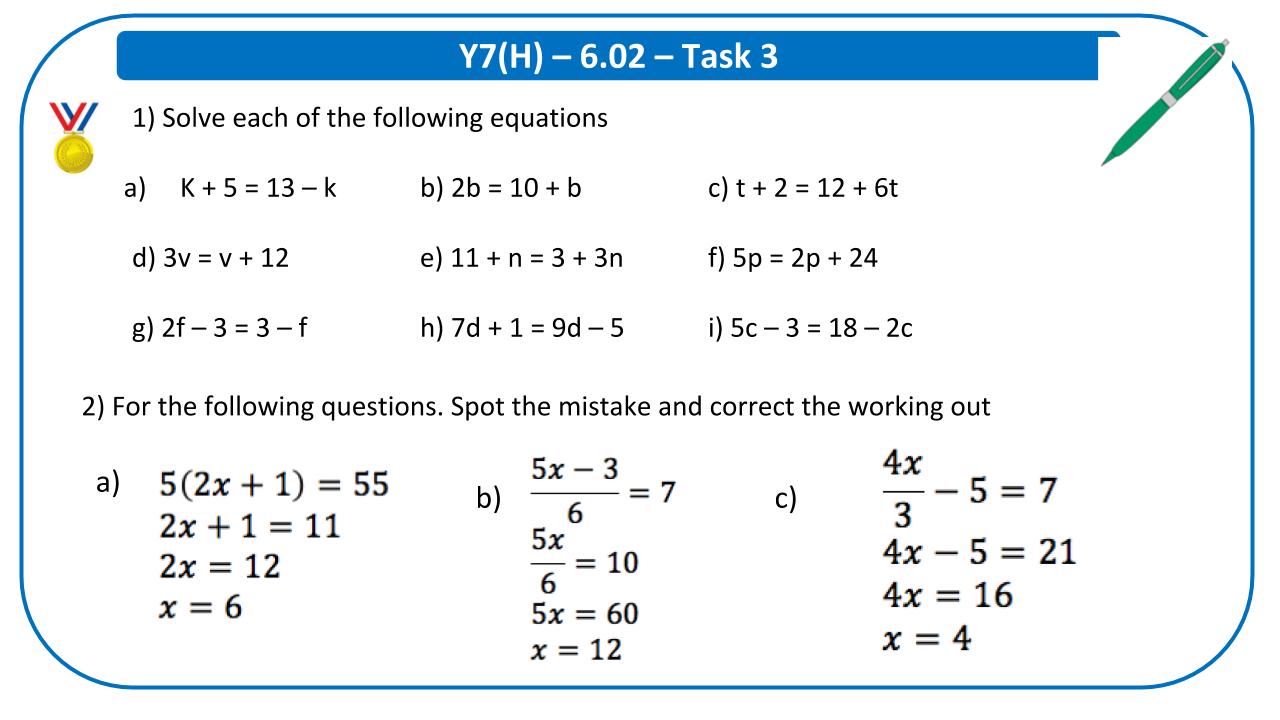 Y7(H) – 6.02 – Task 3
1) Solve each of the following equations
a) K + 5 = 13 – k b) 2b = 10 + b c) t + 2 = 12 + 6t
d) 3v = v + 12 e) 11 + n = 3 + 3n f) 5p = 2p + 24
g) 2f – 3 = 3 – f h) 7d + 1 = 9d – 5 i) 5c – 3 = 18 – 2c
2) For the following questions. Spot the mistake and correct the working out
a)
5(2x + 1) = 55
2x + 1 = 11
2x = 12
x = 6
b)
5x − 3
6
= 7
5x
6
= 10
5x = 60
x = 12
c)
4x
3
− 5 = 7
4x − 5 = 21
4x = 16
x = 4